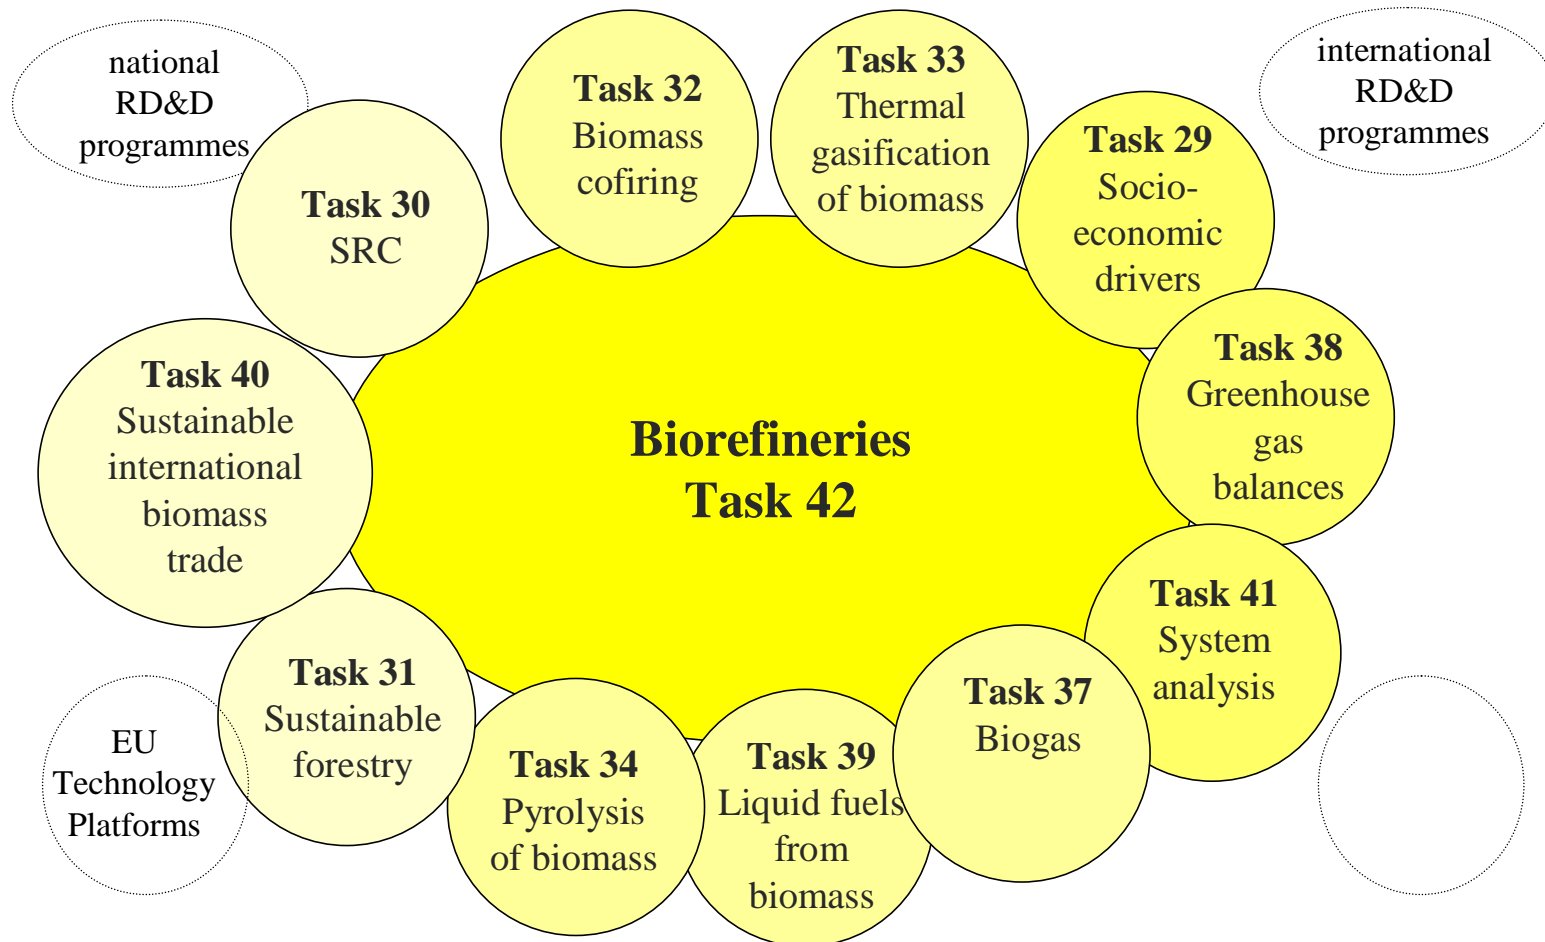 national
RD&D
programmes
Task 32
Biomass
cofiring
Task 33
Thermal
gasification
of biomass
international
RD&D
programmes
Task 29
Socio-
economic
drivers
Task 30
SRC
Task 38
Greenhouse
gas
balances
Task 40
Sustainable
international
biomass
trade
Biorefineries
Task 42
Task 41
System
analysis
Task 31
Sustainable
forestry
Task 37
Biogas
EU
Technology
Platforms
Task 34
Pyrolysis
of biomass
Task 39
Liquid fuels
from
biomass